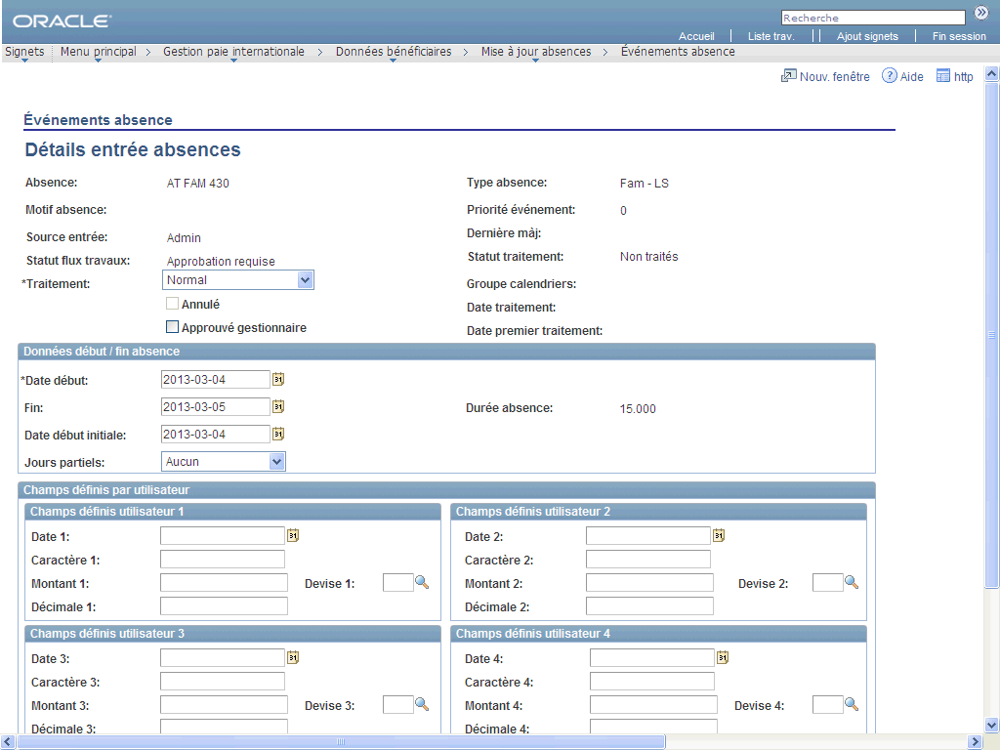 ORACLE
Recherche
Accueil Liste trav. Ajout signets Fin session
Signets Menu principal Gestion paie internationale Données bénéficiaires Mise à jour absences Événements absence
Nouv. fenêtre Aide http
Événements absence
Détails entrée absences
Absence: AT FAM 430 Type absence: Fam - LS
Motif absence: Priorité événement: 0
Source entrée: Admin Dernière màj:
Statut flux travaux: Approbation requise Statut traitement: Non traités
*Traitement: Normal Groupe calendriers:
Annulé Date traitement:
Approuvé gestionnaire Date premier traitement:
Données début / fin absence
*Date début: 2013-03-04 31
Fin: 2013-03-05 31 Durée absence: 15.000
Date début initiale: 2013-03-04 31
Jours partiels: Aucun
Champs définis par utilisateur
Champs définis utilisateur 1 Champs définis utilisateur 2
Date 1: 31 Date 2: 31
Caractère 1: Caractère 2:
Montant 1: Devise 1: Montant 2: Devise 2:
Décimale 1: Décimale 2:
Champs définis utilisateur 3 Champs définis utilisateur 4
Date 3: 31 Date 4: 31
Caractère 3: Caractère 4:
Montant 3: Devise 3: Montant 4: Devise 4:
Décimale 3: Décimale 4: